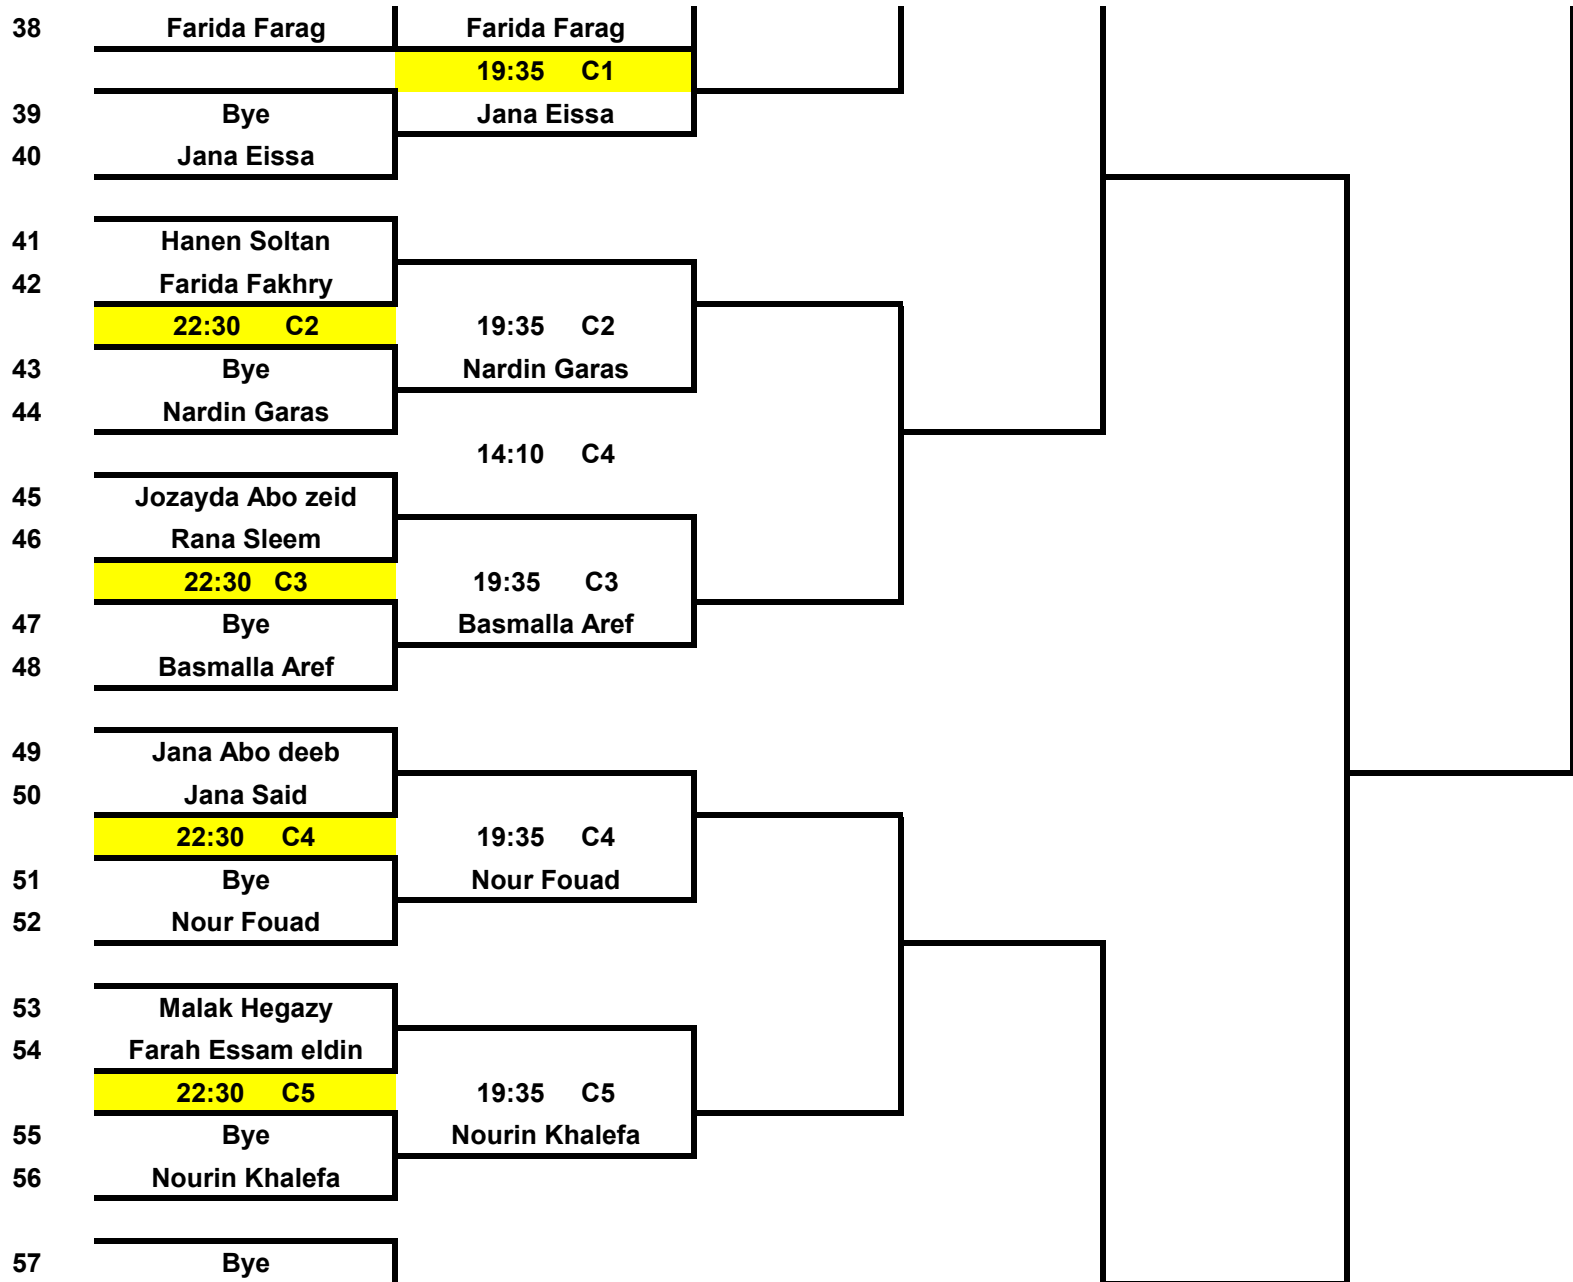 38 Farida Farag Farida Farag
19:35 C1
39 Bye Jana Eissa
40 Jana Eissa
41 Hanen Soltan
42 Farida Fakhry
22:30 C2 19:35 C2
43 Bye Nardin Garas
44 Nardin Garas
14:10 C4
45 Jozayda Abo zeid
46 Rana Sleem
22:30 C3 19:35 C3
47 Bye Basmalla Aref
48 Basmalla Aref
49 Jana Abo deeb
50 Jana Said
22:30 C4 19:35 C4
51 Bye Nour Fouad
52 Nour Fouad
53 Malak Hegazy
54 Farah Essam eldin
22:30 C5 19:35 C5
55 Bye Nourin Khalefa
56 Nourin Khalefa
57 Bye